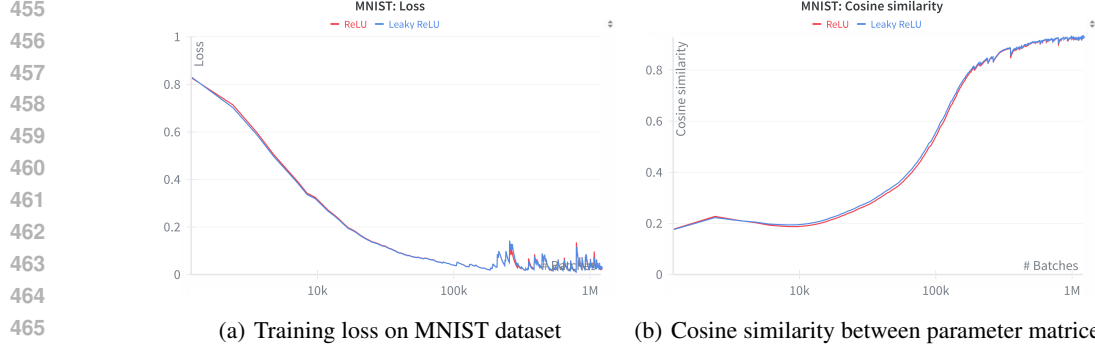 455
456
457
458
459
460
461
462
463
464
465
MNIST: Loss
ReLU Leaky ReLU
Loss
1
0.8
0.6
0.4
0.2
0
10k 100k 1M
(a) Training loss on MNIST dataset
MNIST: Cosine similarity
ReLU Leaky ReLU
Cosine similarity
0.8
0.6
0.4
0.2
0
# Batches
10k 100k 1M
(b) Cosine similarity between parameter matrice